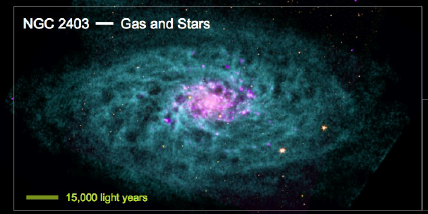 NGC 2403 — Gas and Stars
15,000 light years